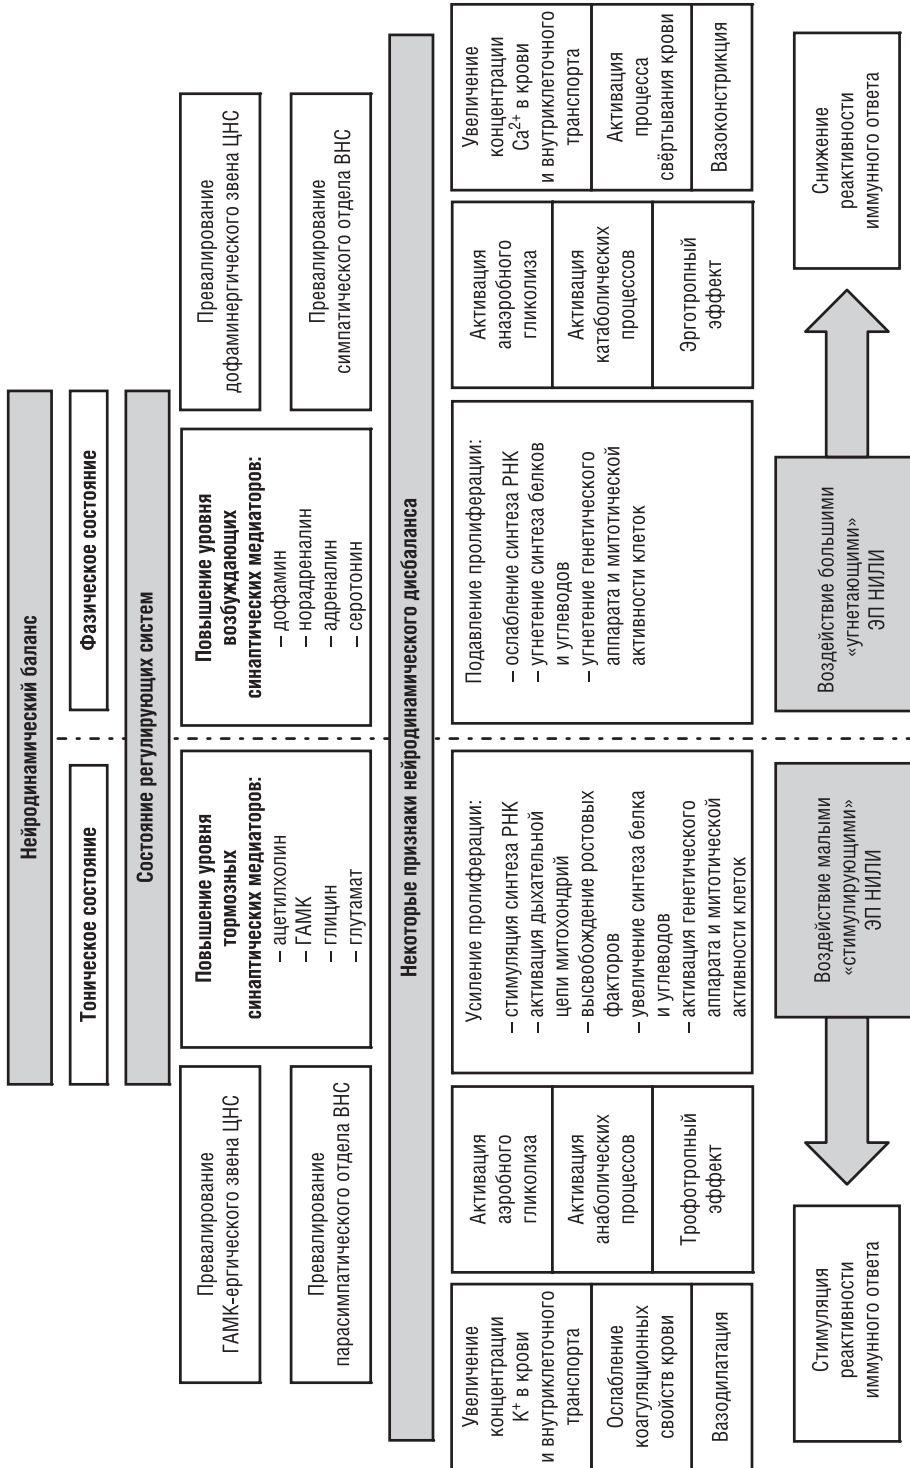 Нейродинамический баланс
Тоническое состояние
Фазическое состояние
Состояние регулирующих систем
Превалирование
ГАМК-ергического звена ЦНС
Превалирование
парасимпатического отдела ВНС
Повышение уровня
тормозных
синаптических медиаторов:
– ацетилхолин
– ГАМК
– глицин
– глутамат
Повышение уровня
возбуждающих
синаптических медиаторов:
– дофамин
– норадреналин
– адреналин
– серотонин
Превалирование
дофаминергического звена ЦНС
Превалирование
симпатического отдела ВНС
Некоторые признаки нейродинамического дисбаланса
Увеличение
концентрации
K⁺ в крови
и внутриклеточного
транспорта
Ослабление
коагуляционных
свойств крови
Вазодилатация
Активация
аэробного
гликолиза
Активация
анаболических
процессов
Трофотропный
эффект
Усиление пролиферации:
– стимуляция синтеза РНК
– активация дыхательной
цепи митохондрий
– высвобождение ростовых
факторов
– увеличение синтеза белка
и углеводов
– активация генетического
аппарата и митотической
активности клеток
Подавление пролиферации:
– ослабление синтеза РНК
– угнетение синтеза белков
и углеводов
– угнетение генетического
аппарата и митотической
активности клеток
Активация
анаэробного
гликолиза
Активация
катаболических
процессов
Эрготропный
эффект
Увеличение
концентрации
Ca²⁺ в крови
и внутриклеточного
транспорта
Активация
процесса
свёртывания крови
Вазоконстрикция
Стимуляция
реактивности
иммунного ответа
Воздействие малыми
«стимулирующими»
ЭП НИЛИ
Воздействие большими
«угнетающими»
ЭП НИЛИ
Снижение
реактивности
иммунного ответа